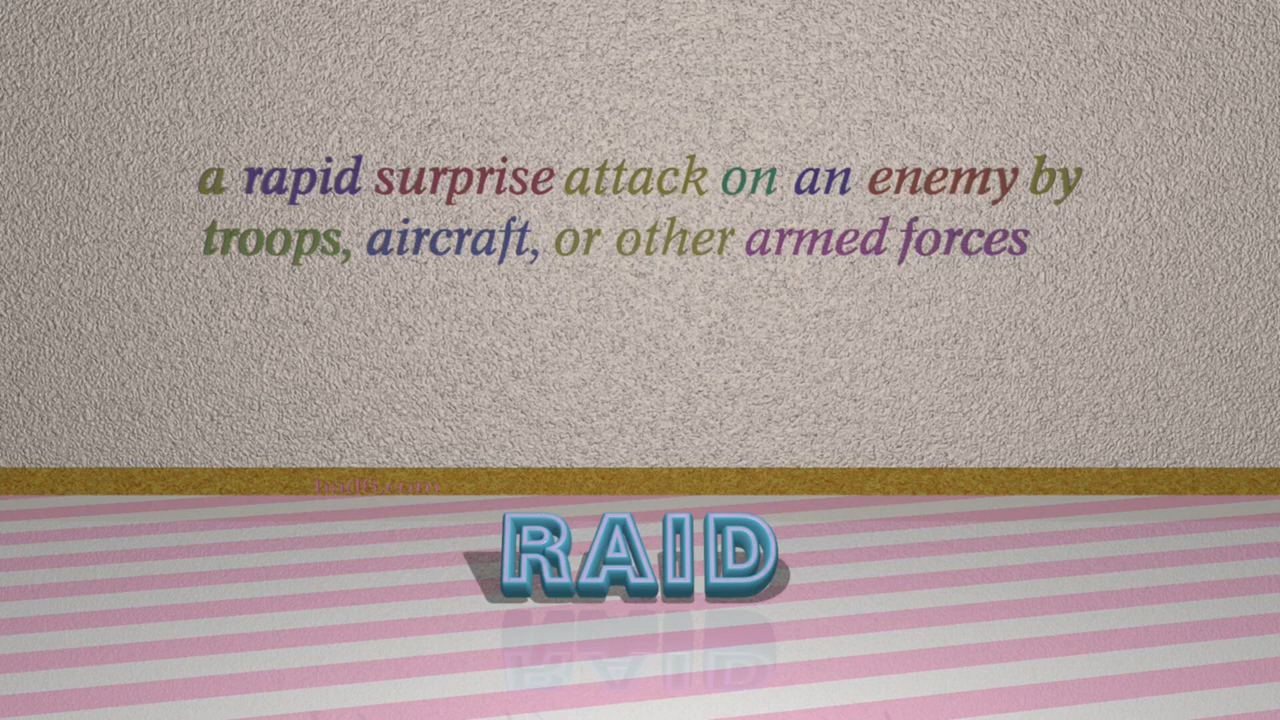 a rapid surprise attack on an enemy by
troops, aircraft, or other armed forces
RAID